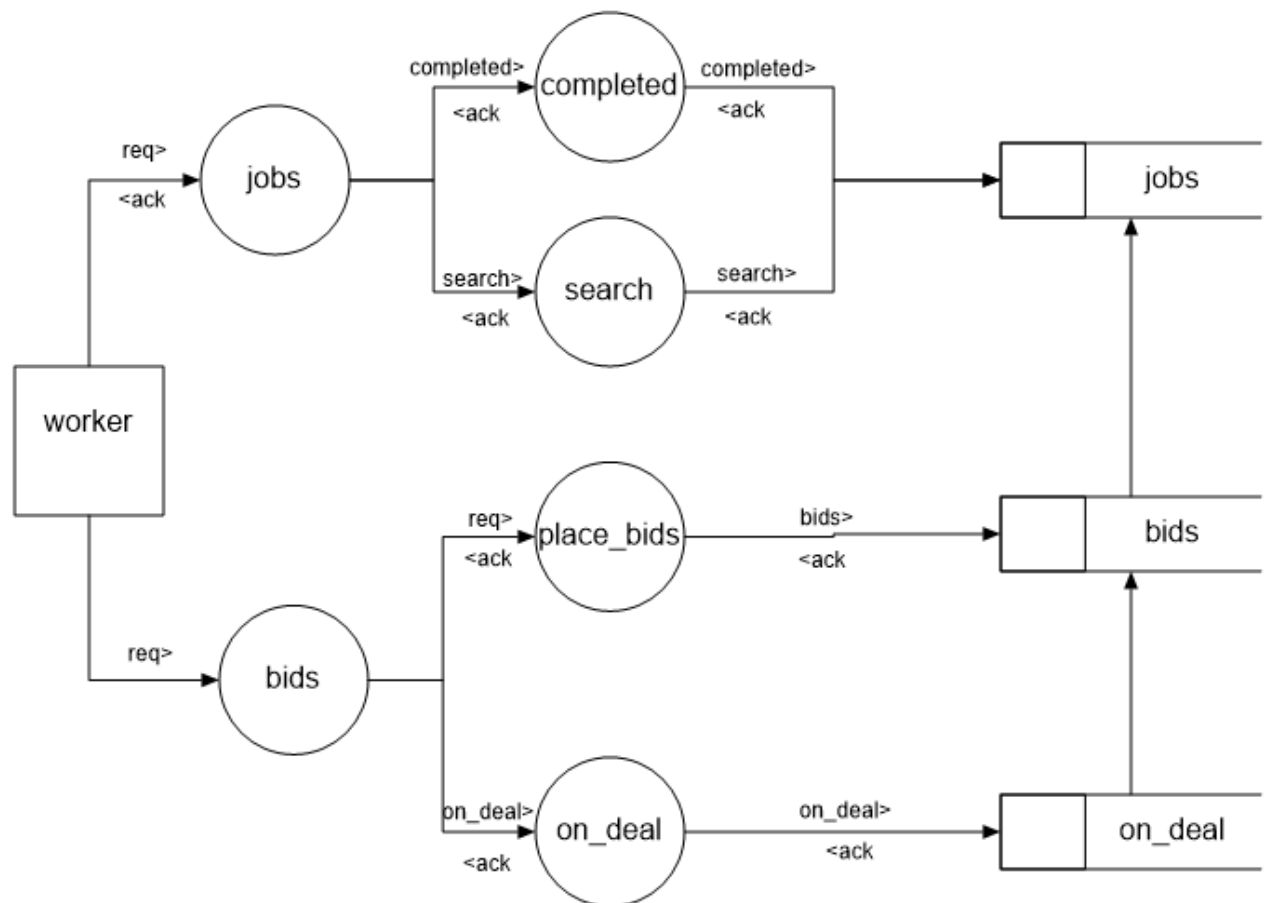 completed>
completed
completed>
<ack
<ack
req>
jobs
<ack
jobs
search>
search
search>
<ack
<ack
worker
req>
place_bids
bids>
bids
<ack
<ack
req>
bids
on_deal>
on_deal
on_deal>
on_deal
<ack
<ack